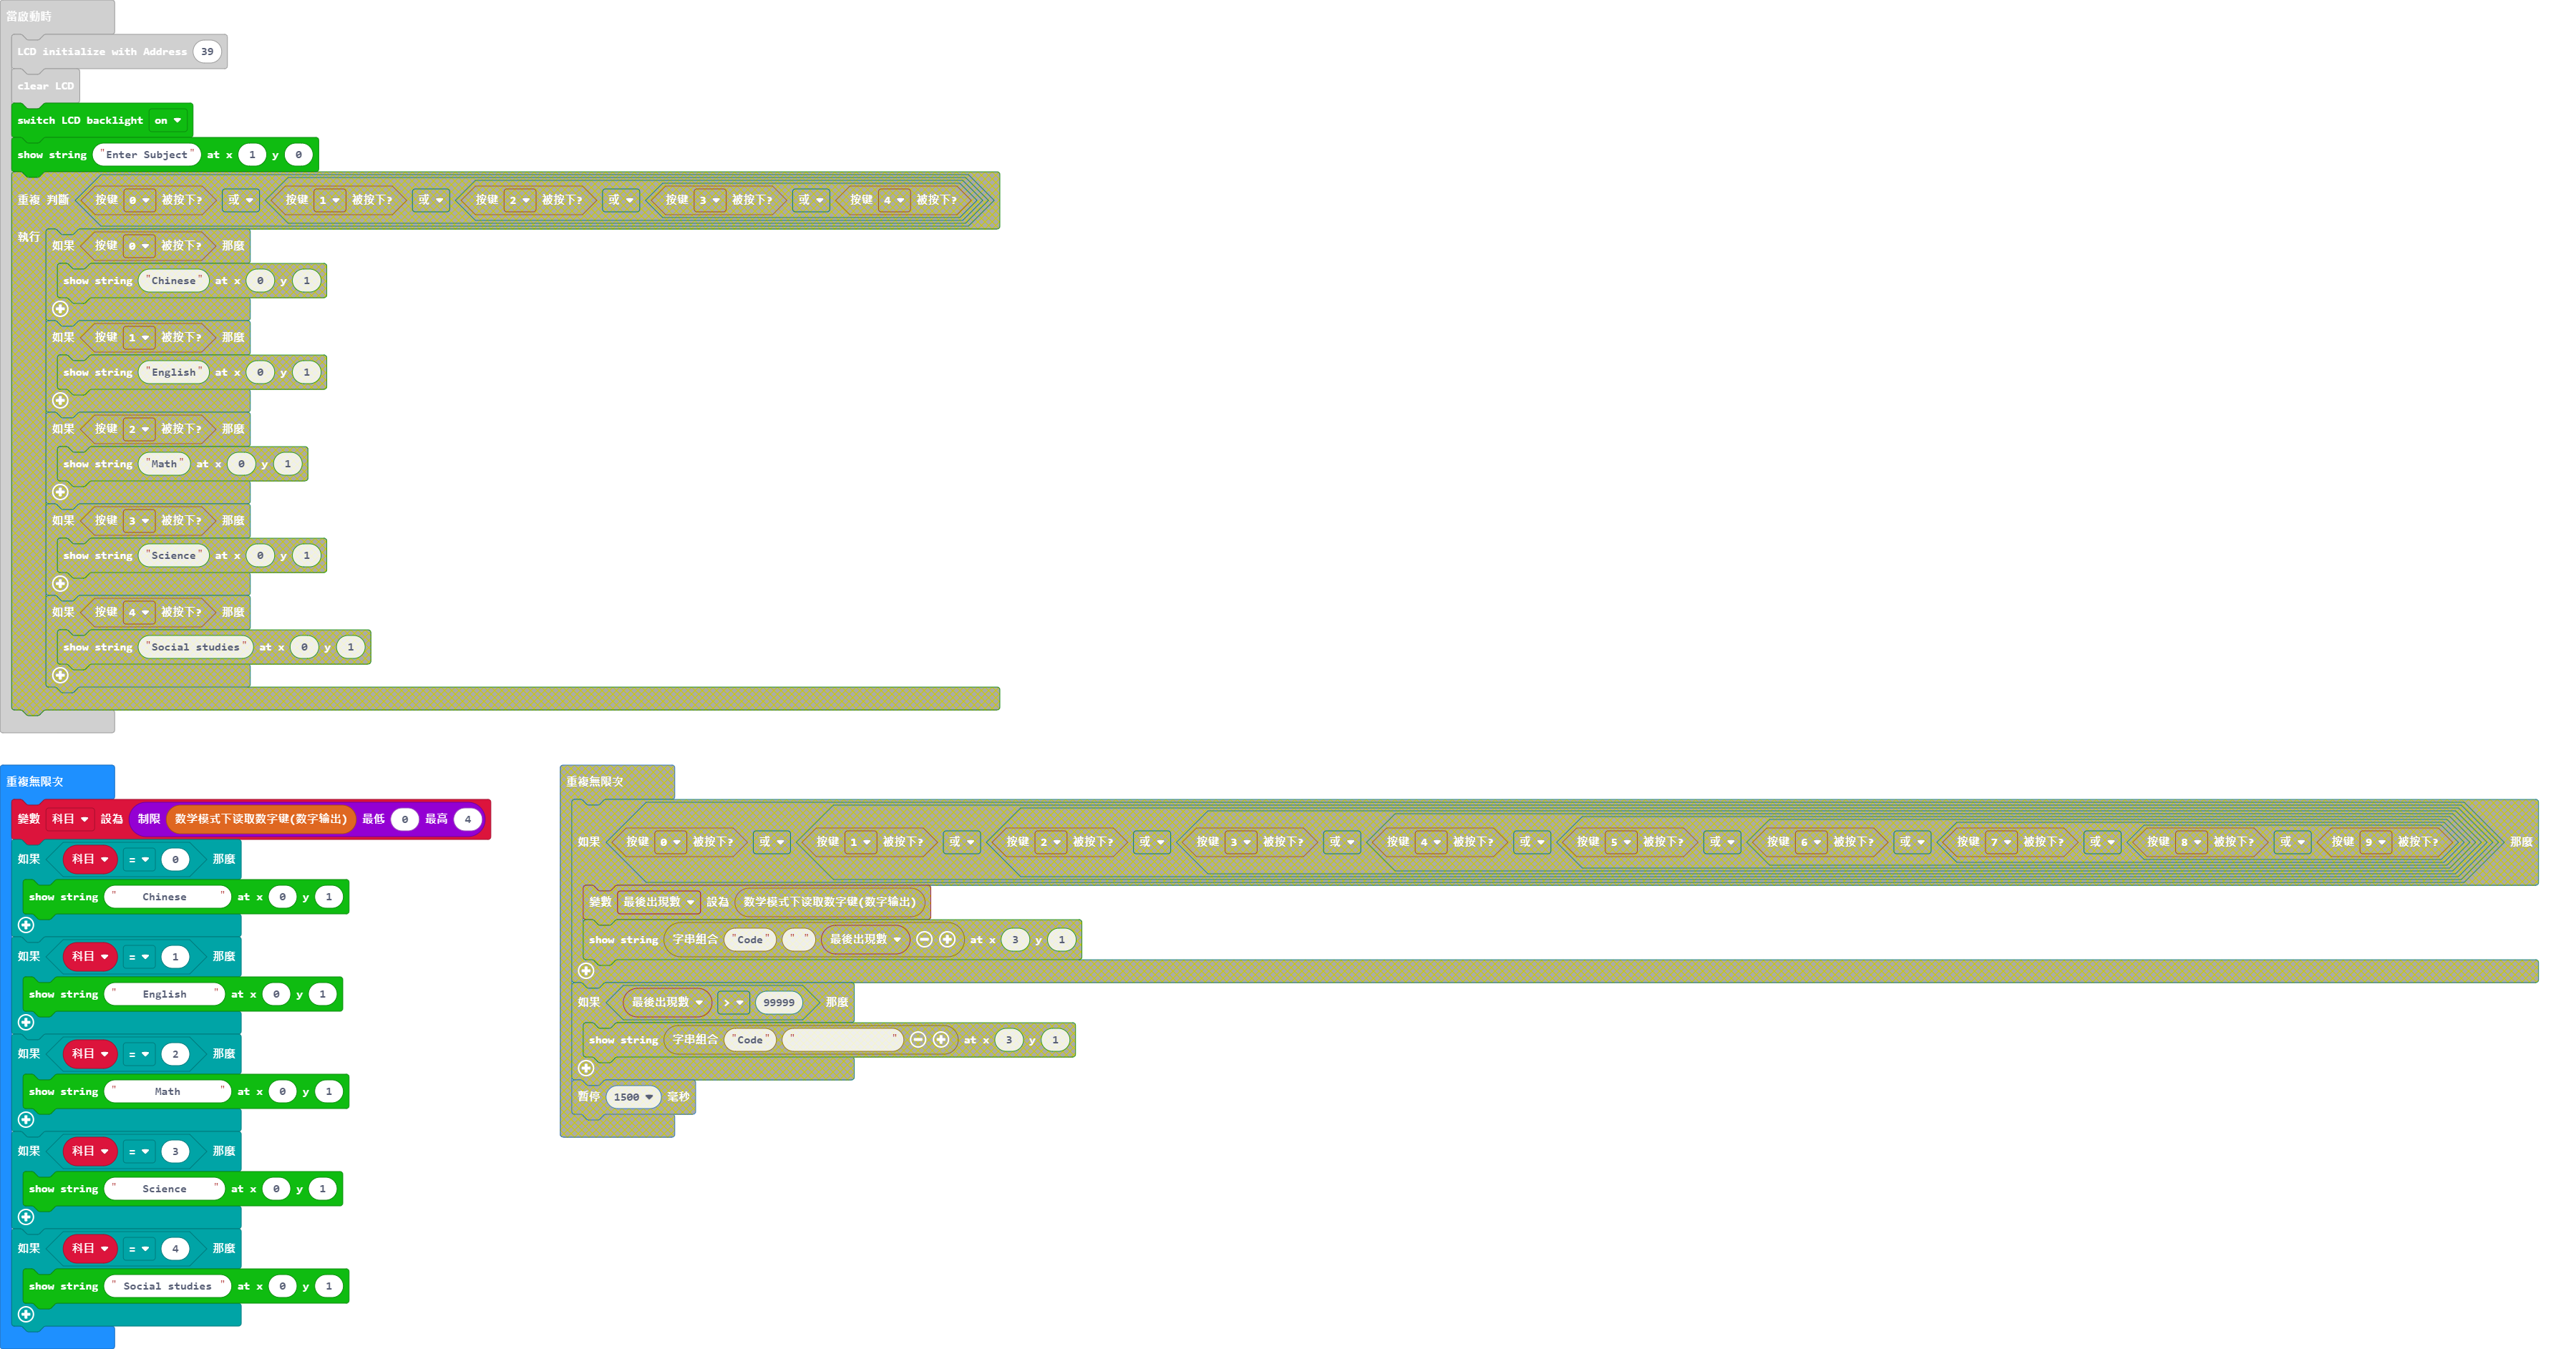 當啟動時
LCD initialize with Address 39
clear LCD
switch LCD backlight on
show string "Enter Subject" at x 1 y 0
重複 判斷 按键 0 被按下? 或 按键 1 被按下? 或 按键 2 被按下? 或 按键 3 被按下? 或 按键 4 被按下?
執行 如果 按键 0 被按下? 那麼
show string "Chinese" at x 0 y 1
如果 按键 1 被按下? 那麼
show string "English" at x 0 y 1
如果 按键 2 被按下? 那麼
show string "Math" at x 0 y 1
如果 按键 3 被按下? 那麼
show string "Science" at x 0 y 1
如果 按键 4 被按下? 那麼
show string "Social studies" at x 0 y 1
重複無限次
變數 科目 設為 制限 数学模式下读取数字键(数字输出) 最低 0 最高 4
如果 科目 = 0 那麼
show string "    Chinese    " at x 0 y 1
如果 科目 = 1 那麼
show string "    English    " at x 0 y 1
如果 科目 = 2 那麼
show string "      Math      " at x 0 y 1
如果 科目 = 3 那麼
show string "    Science    " at x 0 y 1
如果 科目 = 4 那麼
show string " Social studies " at x 0 y 1
重複無限次
如果 按键 0 被按下? 或 按键 1 被按下? 或 按键 2 被按下? 或 按键 3 被按下? 或 按键 4 被按下? 或 按键 5 被按下? 或 按键 6 被按下? 或 按键 7 被按下? 或 按键 8 被按下? 或 按键 9 被按下? 那麼
變數 最後出現數 設為 数学模式下读取数字键(数字输出)
show string 字串組合 "Code" " " 最後出現數 at x 3 y 1
如果 最後出現數 > 99999 那麼
show string 字串組合 "Code" "                " at x 3 y 1
暫停 1500 毫秒